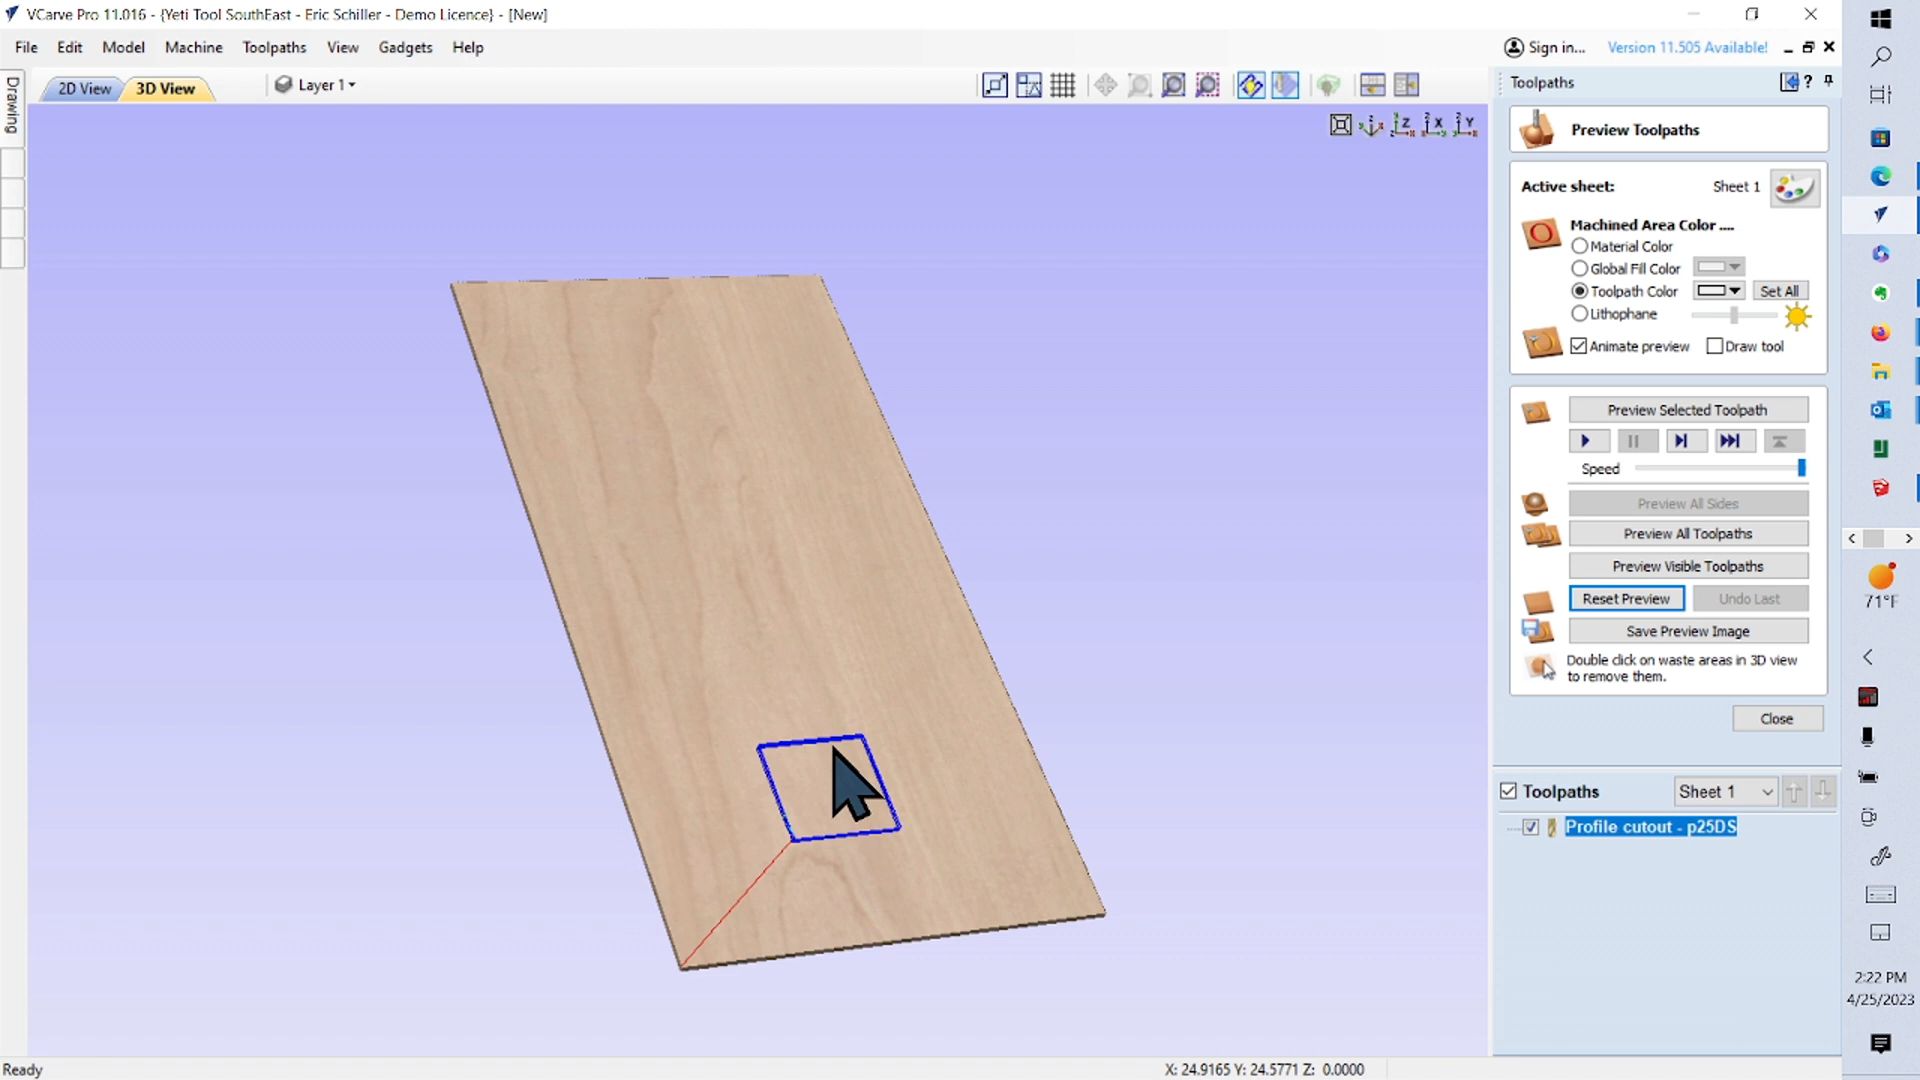 VCarve Pro 11.016 - {Yeti Tool SouthEast - Eric Schiller - Demo Licence} - [New]
File Edit Model Machine Toolpaths View Gadgets Help
Sign in... Version 11.505 Available!
Drawing
2D View 3D View Layer 1
Toolpaths ?
Z X Y
Preview Toolpaths
Active sheet: Sheet 1
Machined Area Color ....
Material Color
Global Fill Color
Toolpath Color Set All
Lithophane
Animate preview Draw tool
Preview Selected Toolpath
Speed
Preview All Sides
Preview All Toolpaths
Preview Visible Toolpaths
Reset Preview Undo Last
Save Preview Image
Double click on waste areas in 3D view
to remove them.
Close
Toolpaths Sheet 1
Profile cutout - p25DS
71°F
2:22 PM
4/25/2023
Ready X: 24.9165 Y: 24.5771 Z: 0.0000